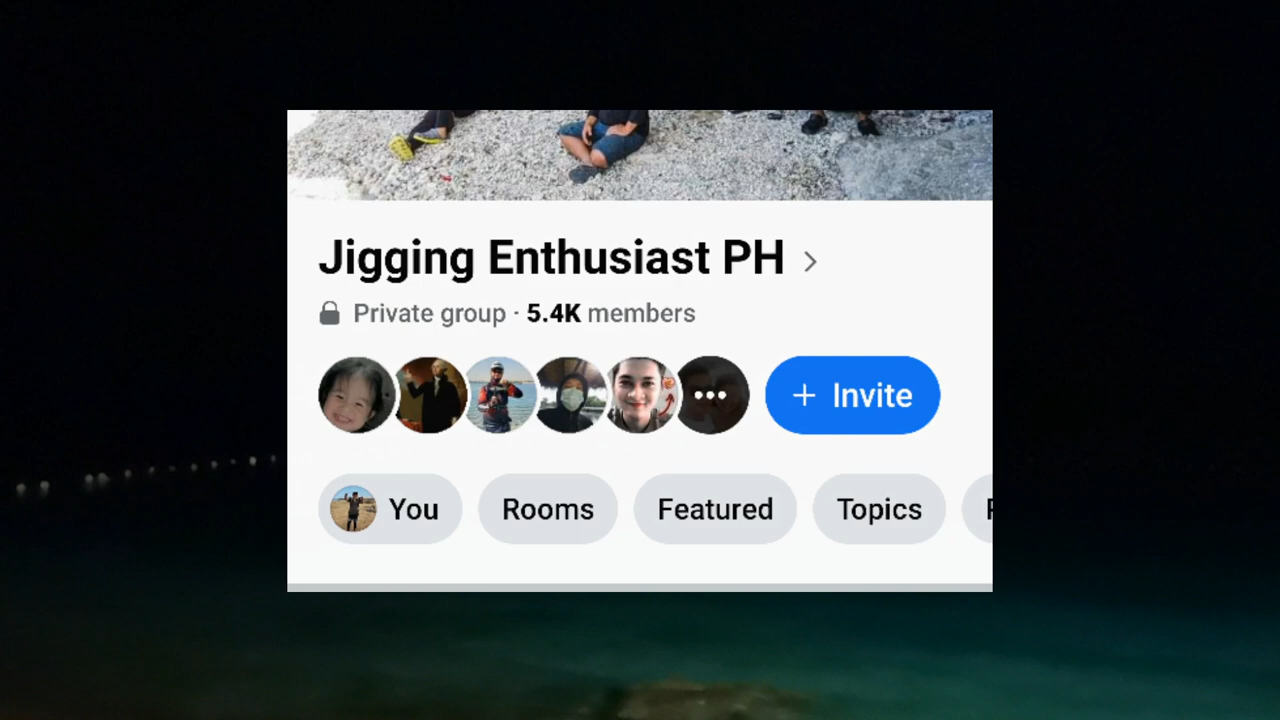 Jigging Enthusiast PH
Private group · 5.4K members
+ Invite
You
Rooms
Featured
Topics